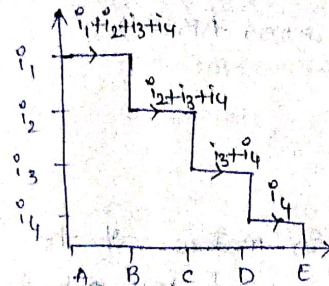 i₁+i₂+i₃+i₄
i₁
i₂+i₃+i₄
i₂
i₃+i₄
i₃
i₄
i₄
A B C D E